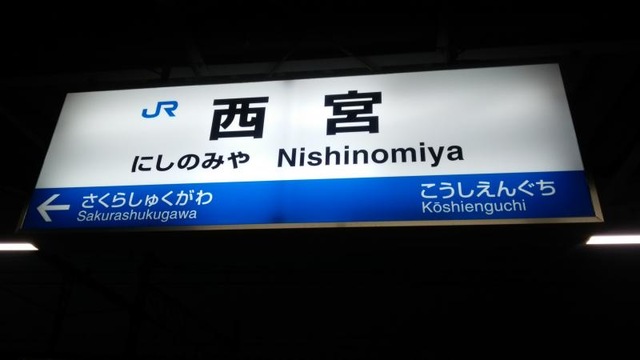 JR 西宮
にしのみや Nishinomiya
さくらしゅくがわ こうしえんぐち
Sakurashukugawa Kōshienguchi